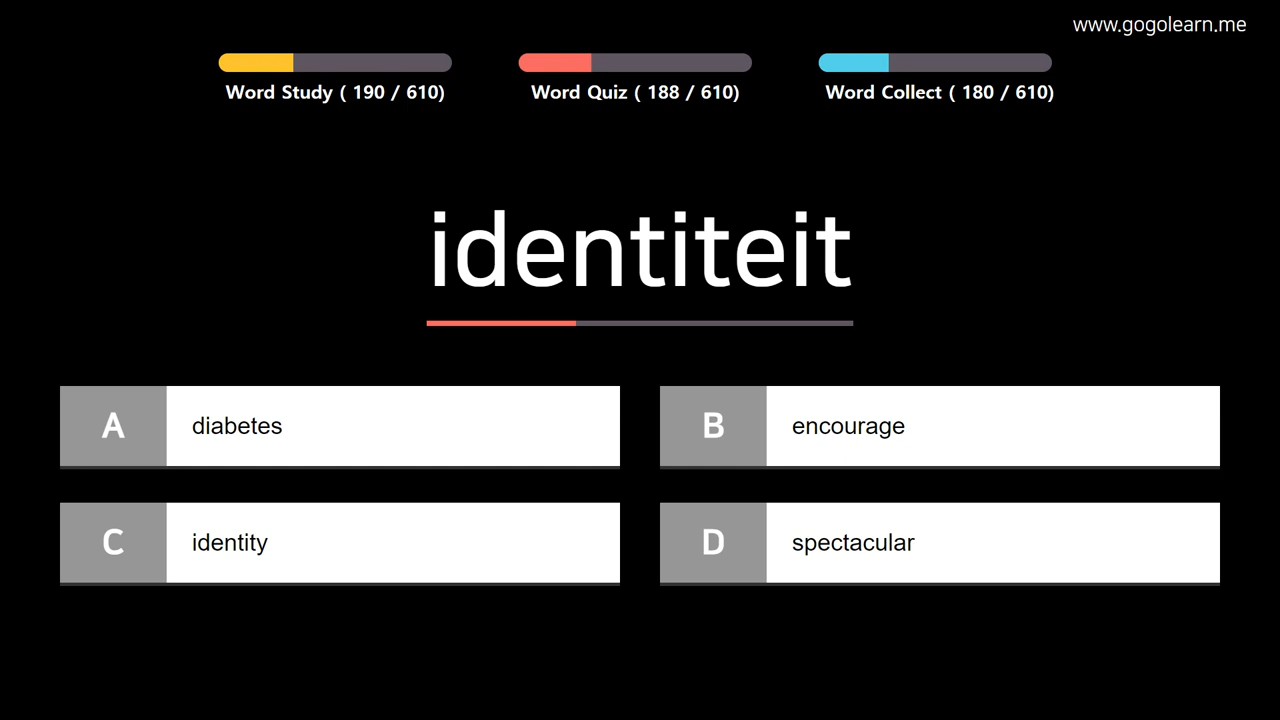 www.gogolearn.me
Word Study ( 190 / 610)
Word Quiz ( 188 / 610)
Word Collect ( 180 / 610)
identiteit
A diabetes
B encourage
C identity
D spectacular